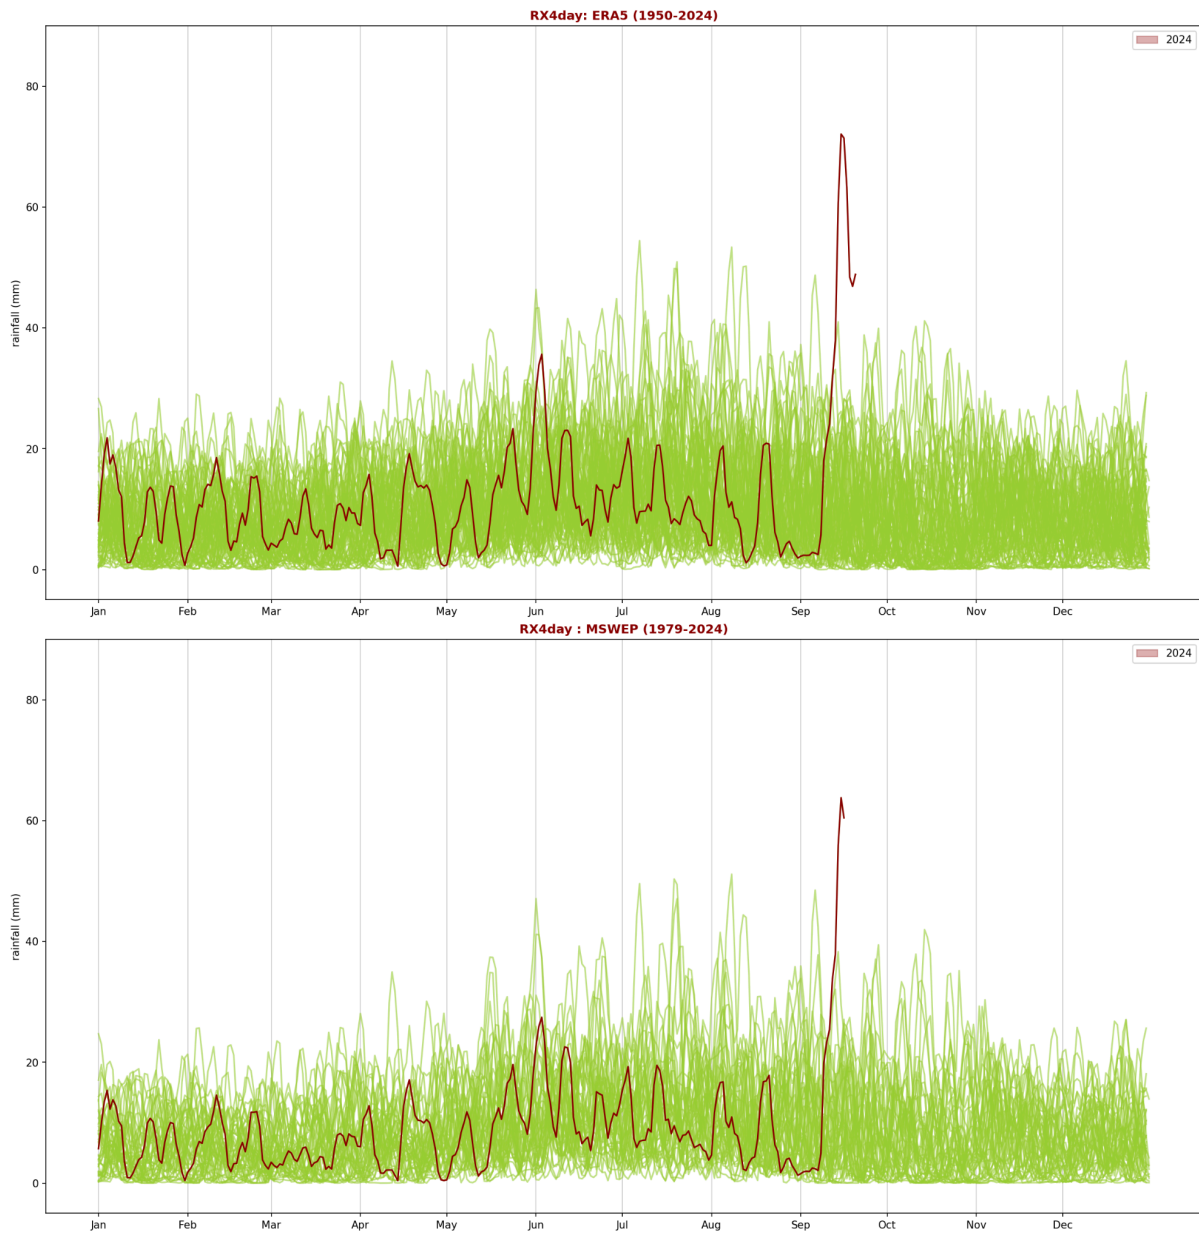 RX4day: ERA5 (1950-2024)
2024
80
60
40
20
0
rainfall (mm)
Jan Feb Mar Apr May Jun Jul Aug Sep Oct Nov Dec
RX4day : MSWEP (1979-2024)
2024
80
60
40
20
0
rainfall (mm)
Jan Feb Mar Apr May Jun Jul Aug Sep Oct Nov Dec